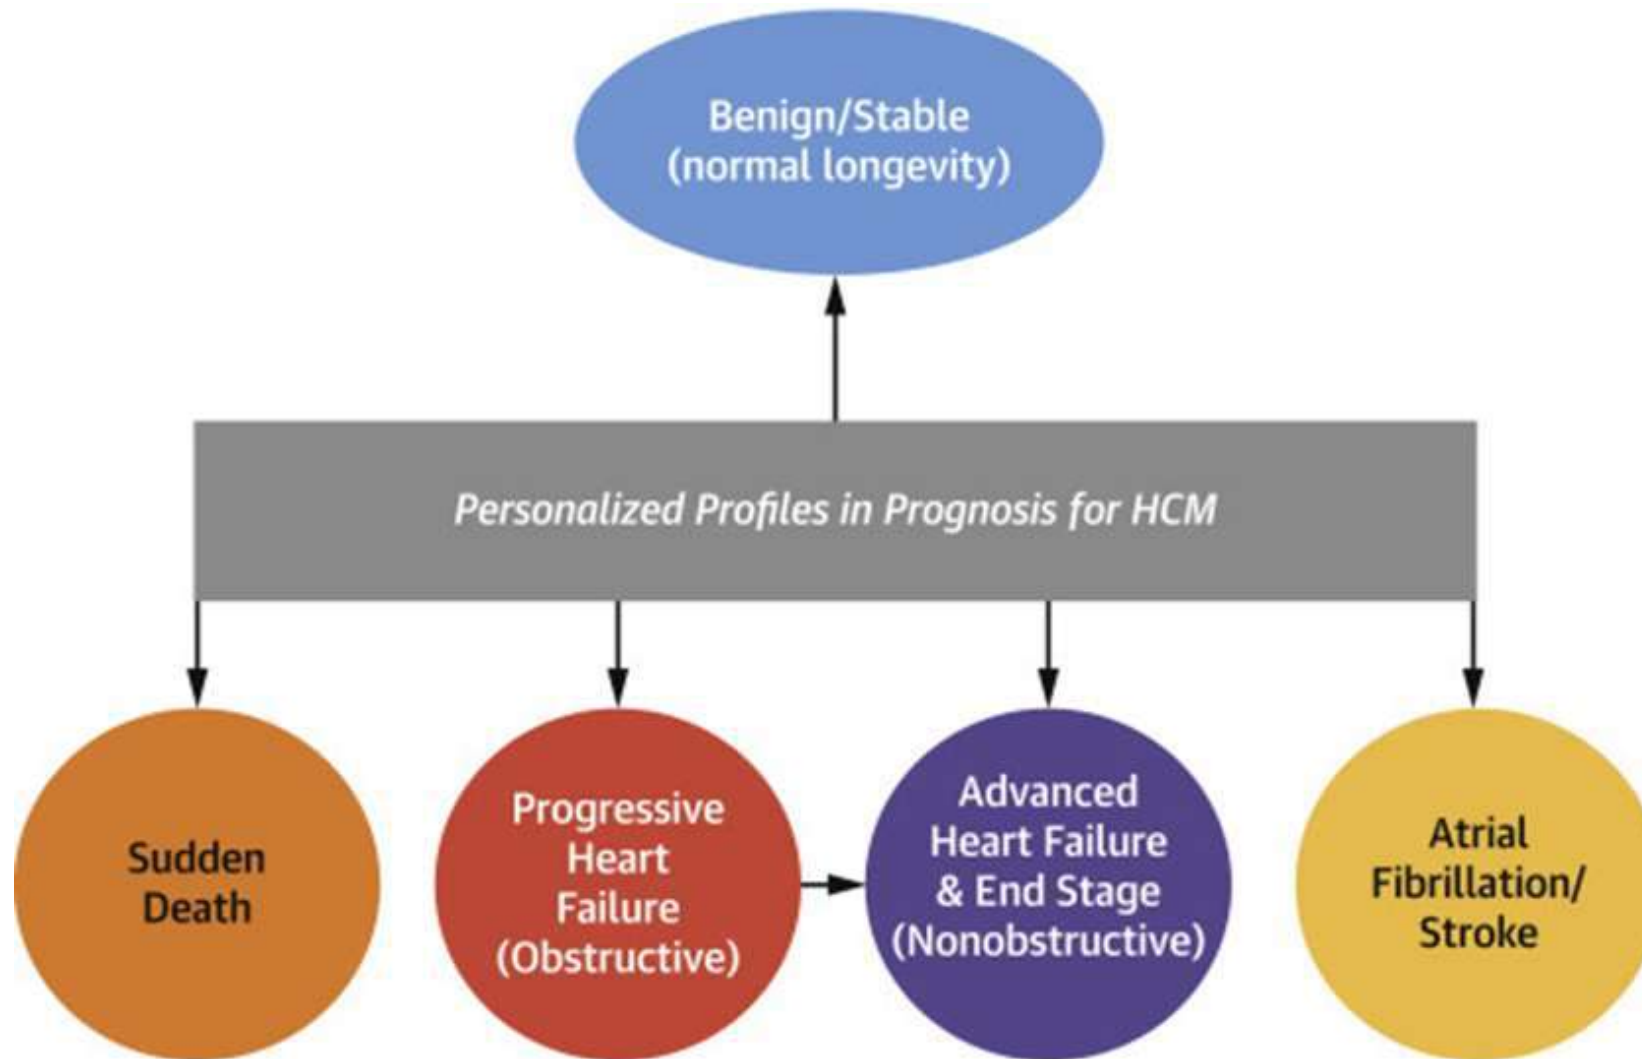 Benign/Stable
(normal longevity)
Personalized Profiles in Prognosis for HCM
Sudden
Death
Progressive
Heart
Failure
(Obstructive)
Advanced
Heart Failure
& End Stage
(Nonobstructive)
Atrial
Fibrillation/
Stroke